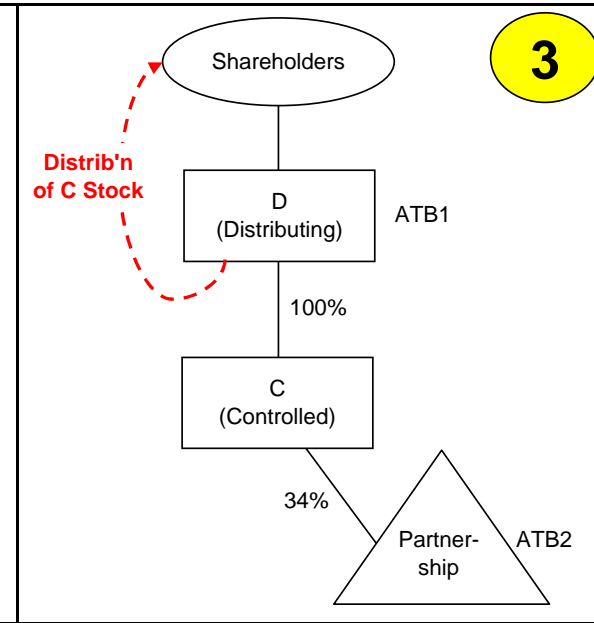 Shareholders
3
Distrib'n
of C Stock
D
(Distributing)
ATB1
100%
C
(Controlled)
34%
Partner-
ship
ATB2